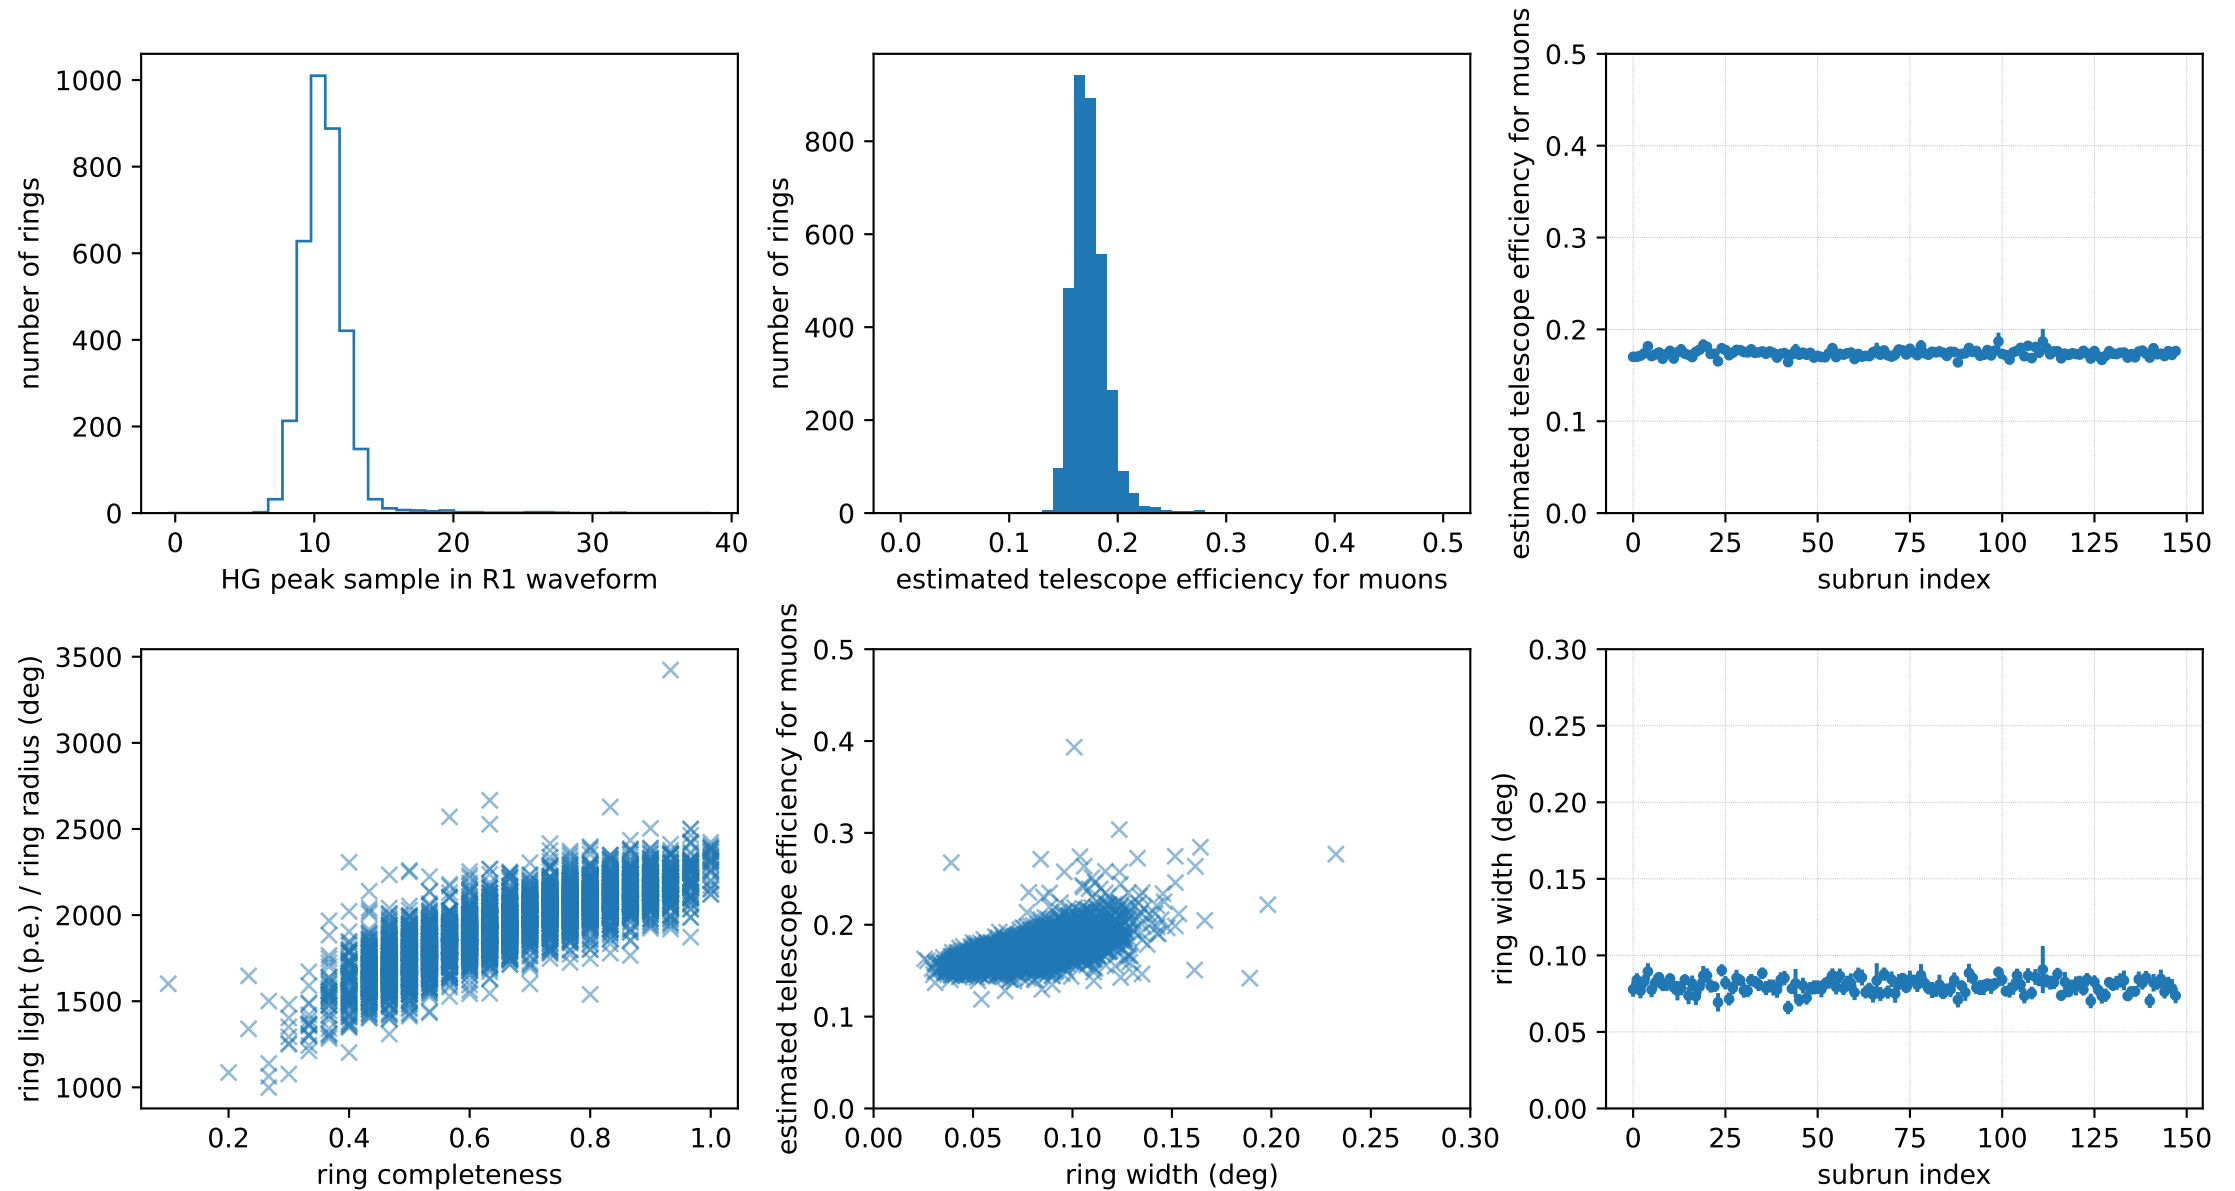 1000
800
600
400
200
0
number of rings
0 10 20 30 40
HG peak sample in R1 waveform
800
600
400
200
0
number of rings
0.0 0.1 0.2 0.3 0.4 0.5
estimated telescope efficiency for muons
0.5
0.4
0.3
0.2
0.1
0.0
estimated telescope efficiency for muons
0 25 50 75 100 125 150
subrun index
3500
3000
2500
2000
1500
1000
ring light (p.e.) / ring radius (deg)
0.2 0.4 0.6 0.8 1.0
ring completeness
0.5
0.4
0.3
0.2
0.1
0.0
estimated telescope efficiency for muons
0.00 0.05 0.10 0.15 0.20 0.25 0.30
ring width (deg)
0.30
0.25
0.20
0.15
0.10
0.05
0.00
ring width (deg)
0 25 50 75 100 125 150
subrun index